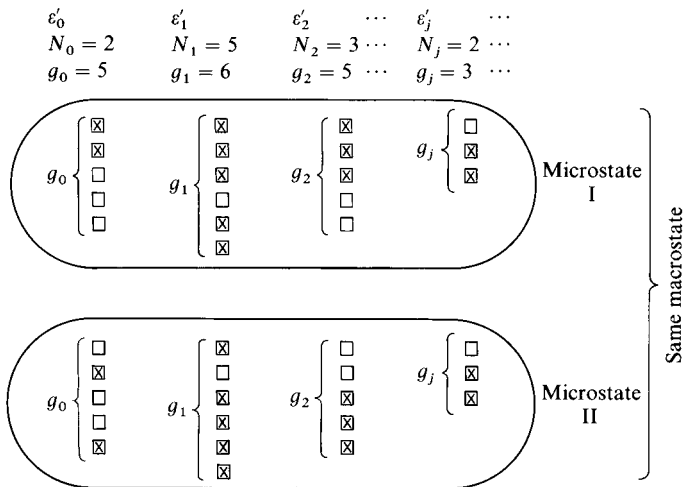 ε′₀ ε′₁ ε′₂ ··· ε′ⱼ ···
N₀ = 2 N₁ = 5 N₂ = 3 ··· Nⱼ = 2 ···
g₀ = 5 g₁ = 6 g₂ = 5 ··· gⱼ = 3 ···
g₀ g₁ g₂ gⱼ
Microstate
I
Same macrostate
g₀ g₁ g₂ gⱼ
Microstate
II